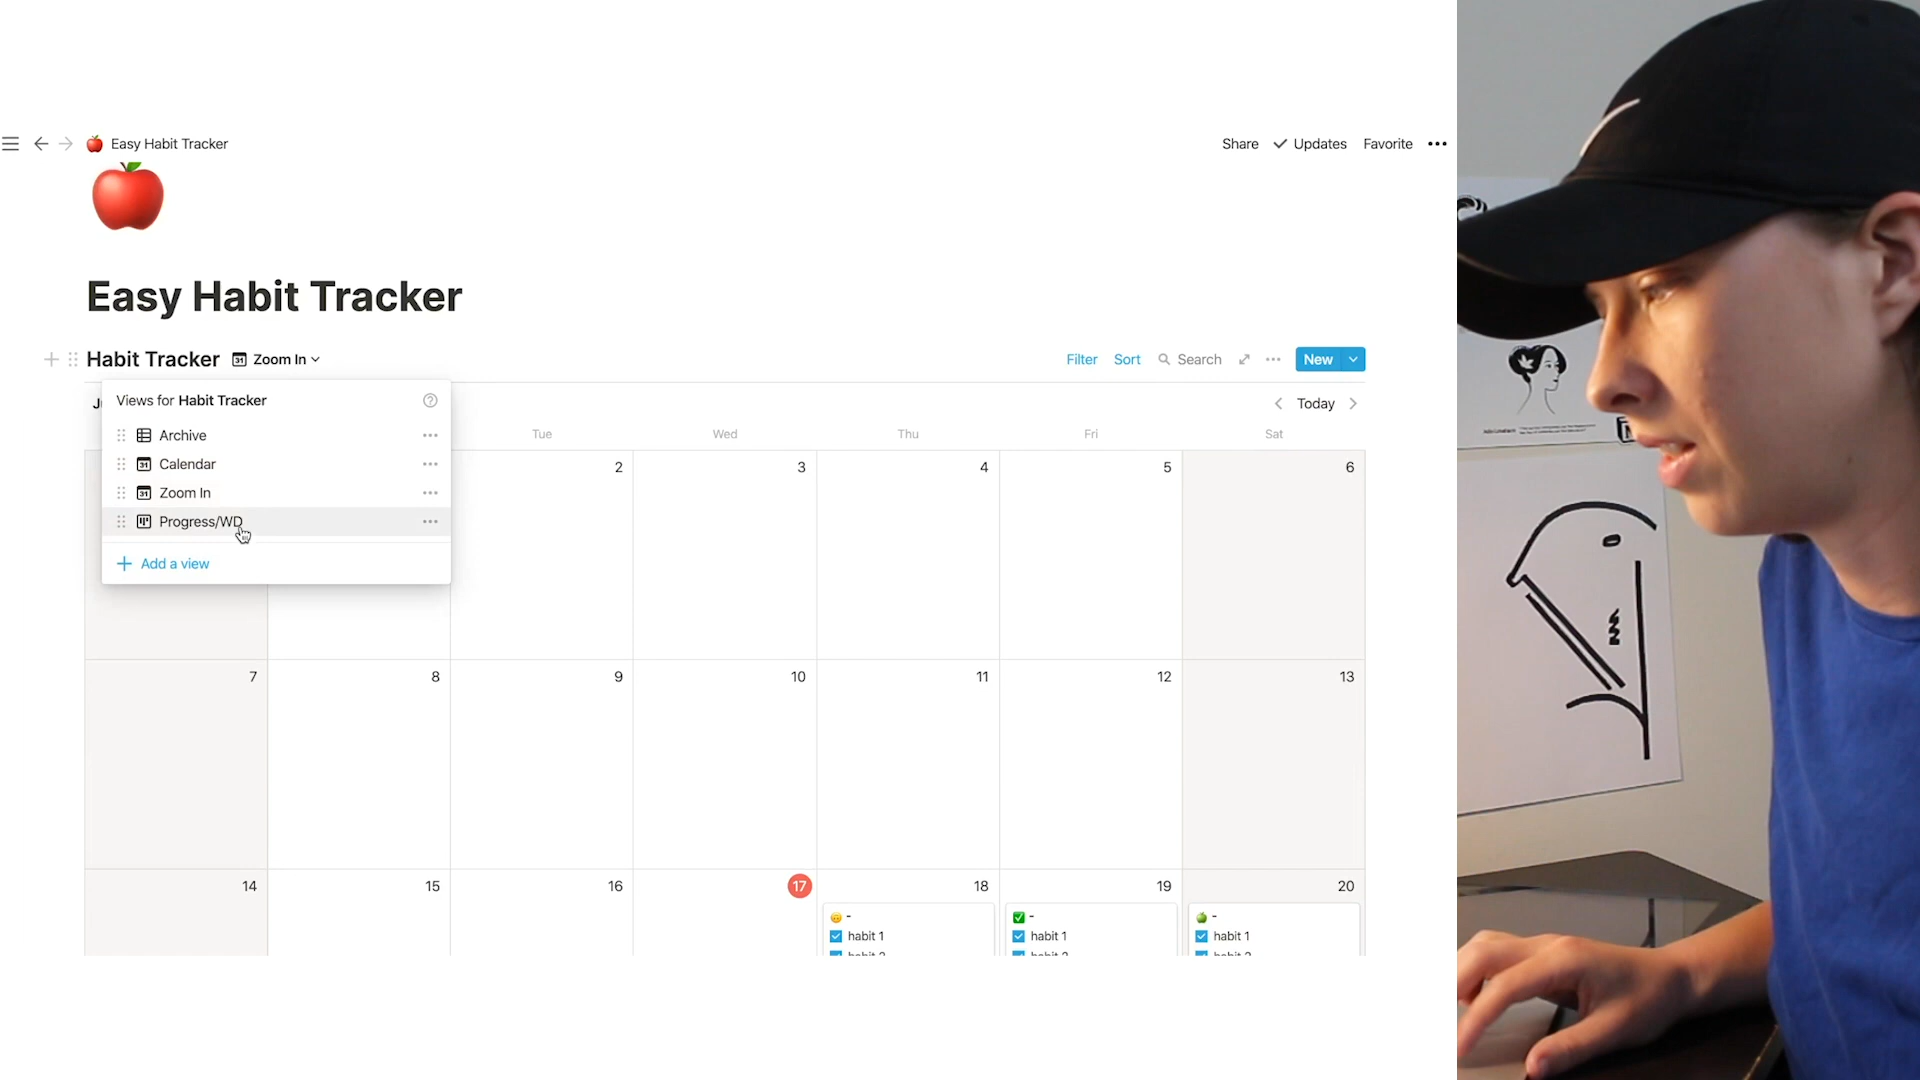 Easy Habit Tracker
Share Updates Favorite
Easy Habit Tracker
Habit Tracker Zoom In
Filter Sort Search New
Views for Habit Tracker
Archive
Calendar
Zoom In
Progress/WD
Add a view
Today
Tue Wed Thu Fri Sat
2 3 4 5 6
7 8 9 10 11 12 13
14 15 16 17 18 19 20
- - -
habit 1 habit 1 habit 1